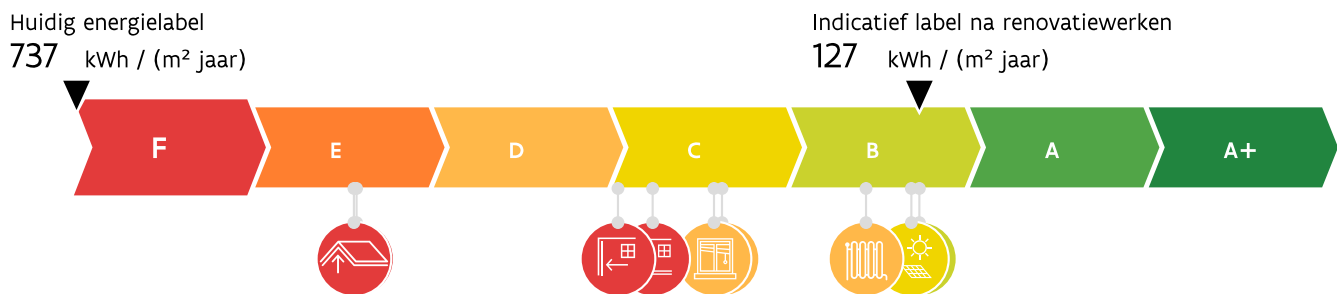 Huidig energielabel
737 kWh / (m² jaar)
Indicatief label na renovatiewerken
127 kWh / (m² jaar)
F E D C B A A+